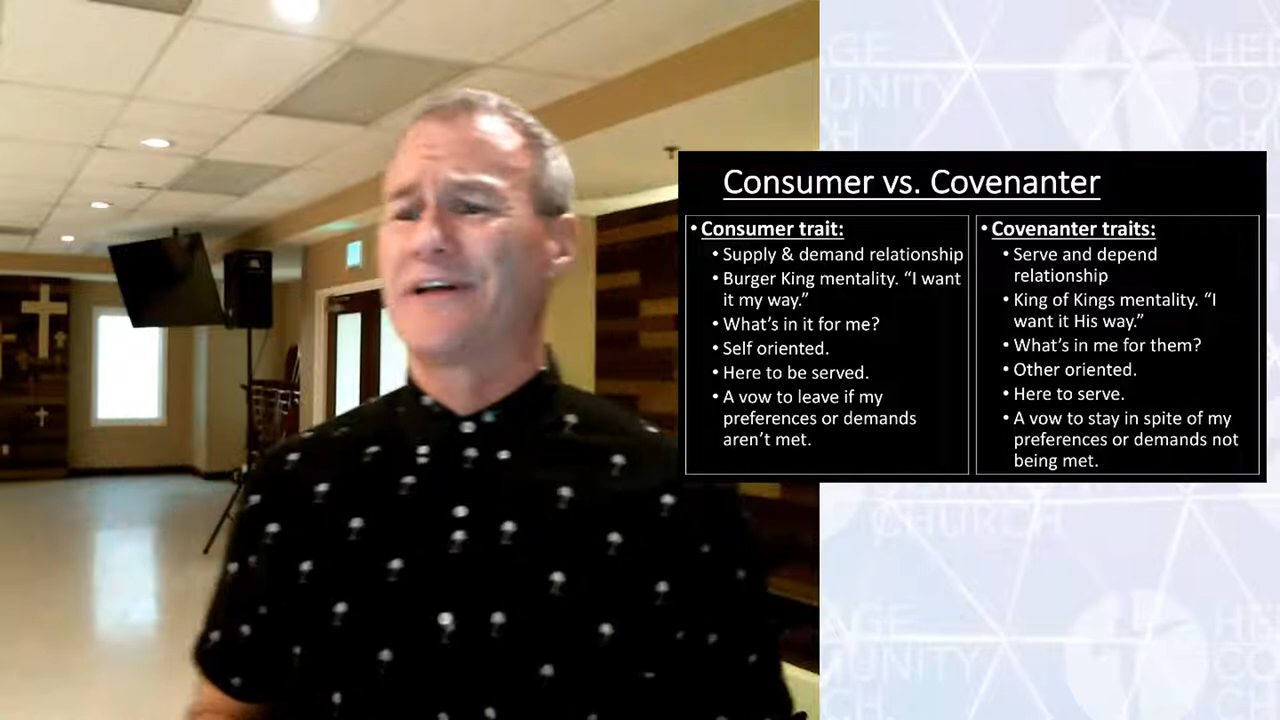 Consumer vs. Covenanter
• Consumer trait:
• Supply & demand relationship
• Burger King mentality. “I want
it my way.”
• What’s in it for me?
• Self oriented.
• Here to be served.
• A vow to leave if my
preferences or demands
aren’t met.
• Covenanter traits:
• Serve and depend
relationship
• King of Kings mentality. “I
want it His way.”
• What’s in me for them?
• Other oriented.
• Here to serve.
• A vow to stay in spite of my
preferences or demands not
being met.
CHURCH